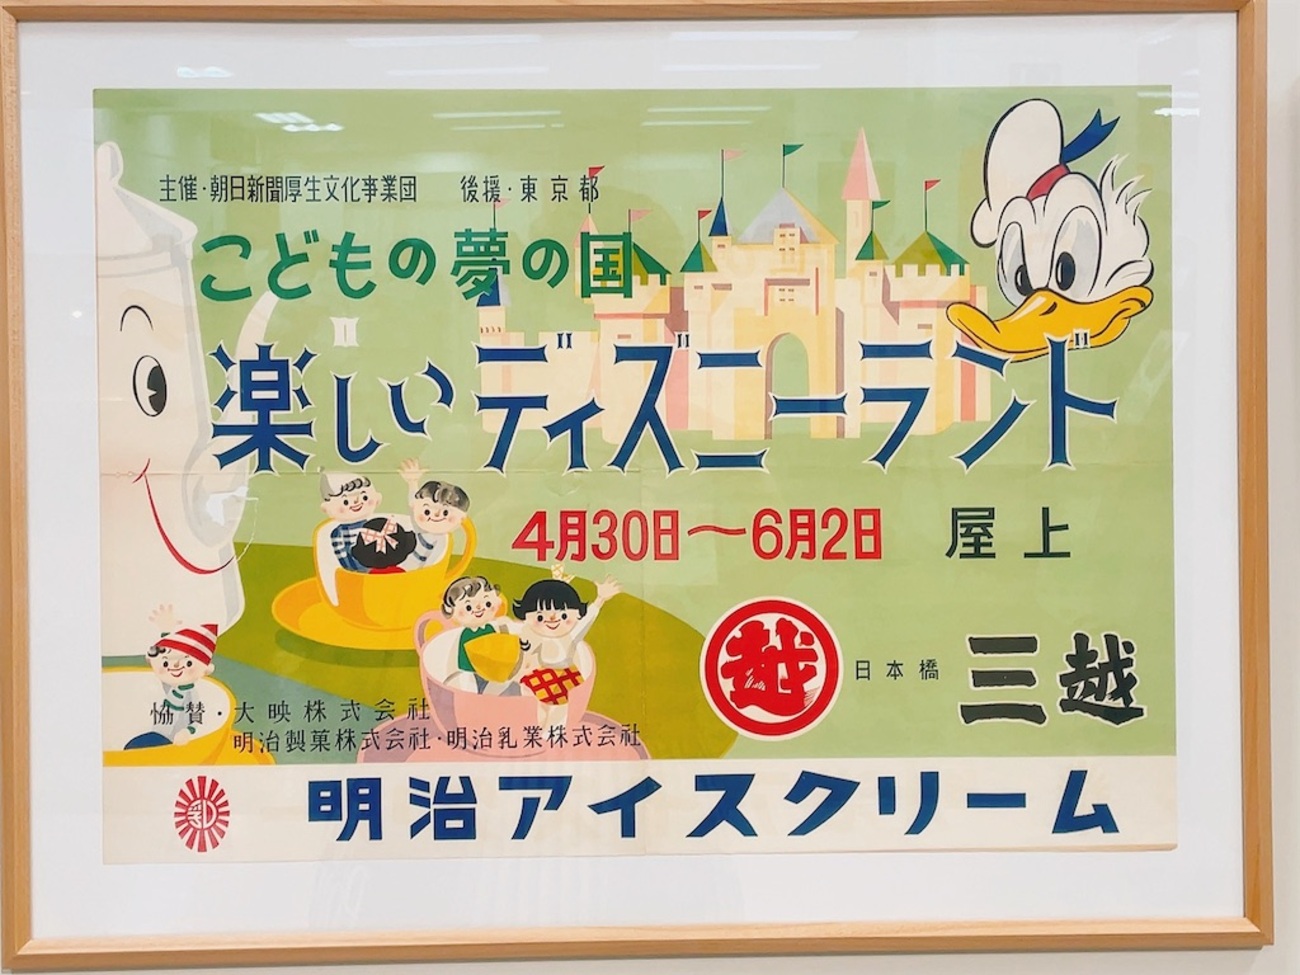 主催・朝日新聞厚生文化事業団　後援・東京都
こどもの夢の国
楽しいディズニーランド
4月30日〜6月2日　屋上
越
日本橋　三越
協賛・大映株式会社
明治製菓株式会社・明治乳業株式会社
乳
明治アイスクリーム